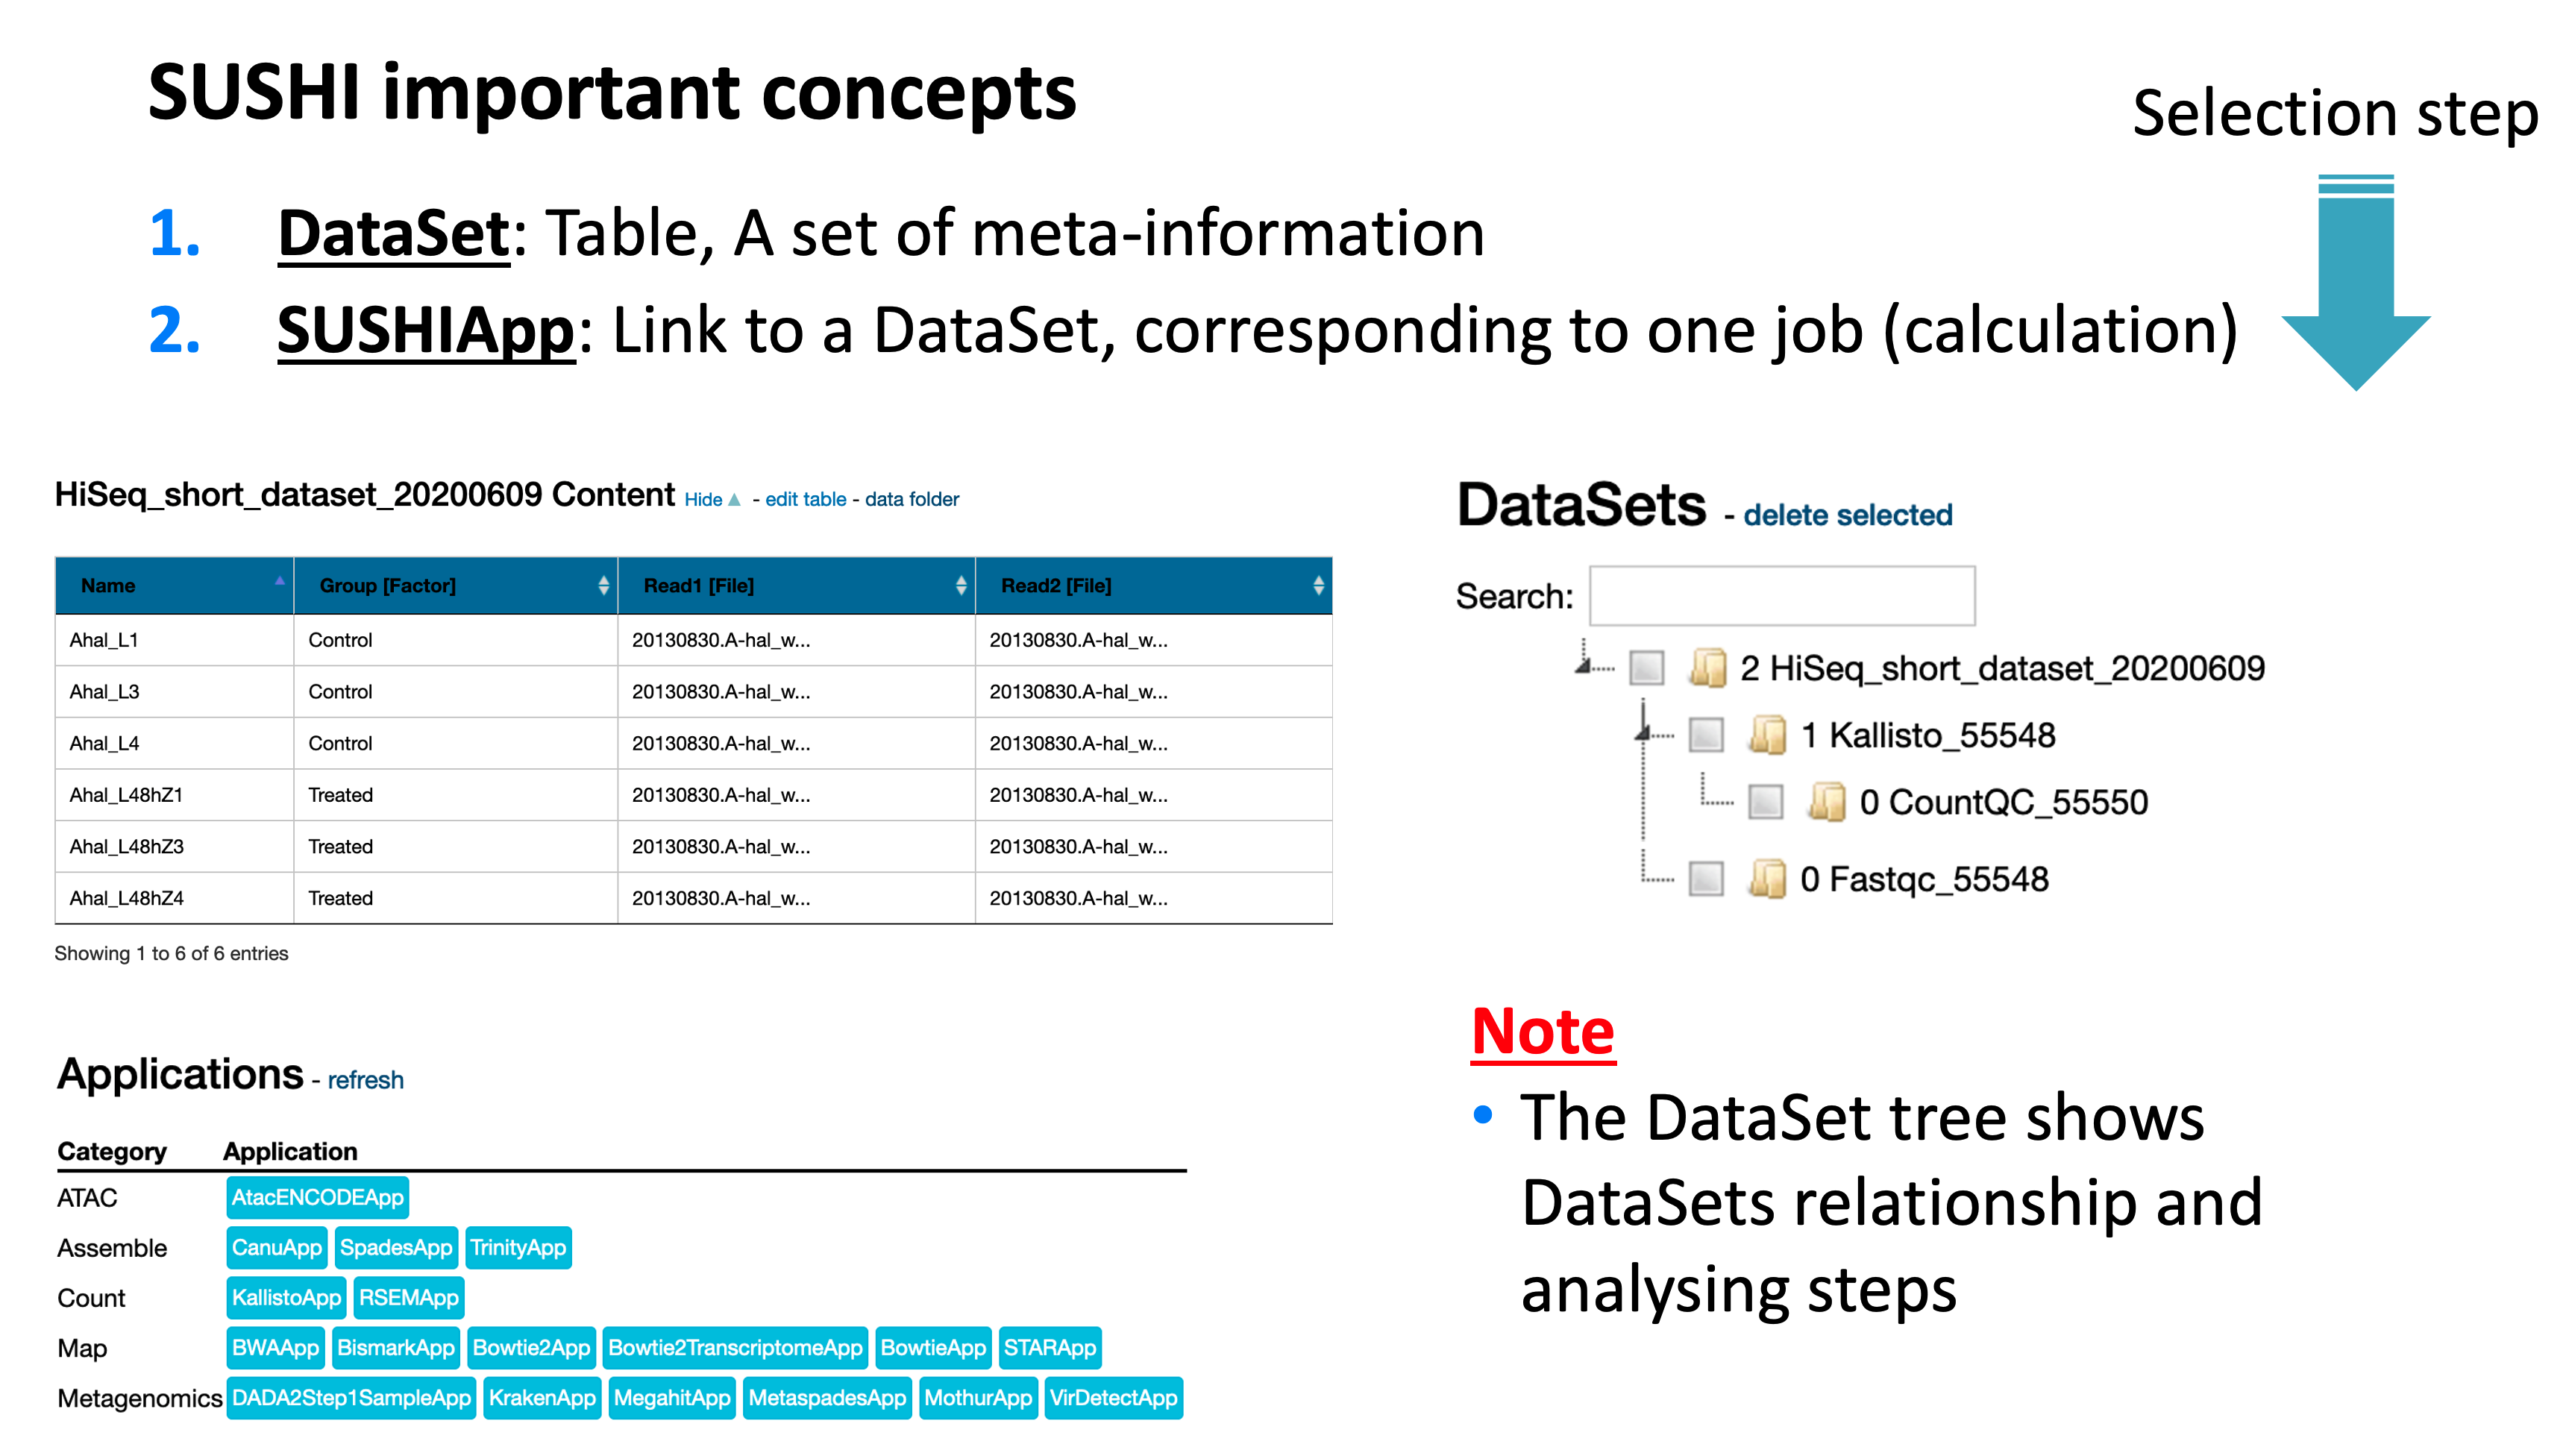 SUSHI important concepts
Selection step
1. DataSet: Table, A set of meta-information
2. SUSHIApp: Link to a DataSet, corresponding to one job (calculation)
HiSeq_short_dataset_20200609 Content Hide ▲ - edit table - data folder
Name Group [Factor] Read1 [File] Read2 [File]
Ahal_L1 Control 20130830.A-hal_w... 20130830.A-hal_w...
Ahal_L3 Control 20130830.A-hal_w... 20130830.A-hal_w...
Ahal_L4 Control 20130830.A-hal_w... 20130830.A-hal_w...
Ahal_L48hZ1 Treated 20130830.A-hal_w... 20130830.A-hal_w...
Ahal_L48hZ3 Treated 20130830.A-hal_w... 20130830.A-hal_w...
Ahal_L48hZ4 Treated 20130830.A-hal_w... 20130830.A-hal_w...
Showing 1 to 6 of 6 entries
DataSets - delete selected
Search:
2 HiSeq_short_dataset_20200609
1 Kallisto_55548
0 CountQC_55550
0 Fastqc_55548
Applications - refresh
Category Application
ATAC AtacENCODEApp
Assemble CanuApp SpadesApp TrinityApp
Count KallistoApp RSEMApp
Map BWAApp BismarkApp Bowtie2App Bowtie2TranscriptomeApp BowtieApp STARApp
Metagenomics DADA2Step1SampleApp KrakenApp MegahitApp MetaspadesApp MothurApp VirDetectApp
Note
• The DataSet tree shows
DataSets relationship and
analysing steps